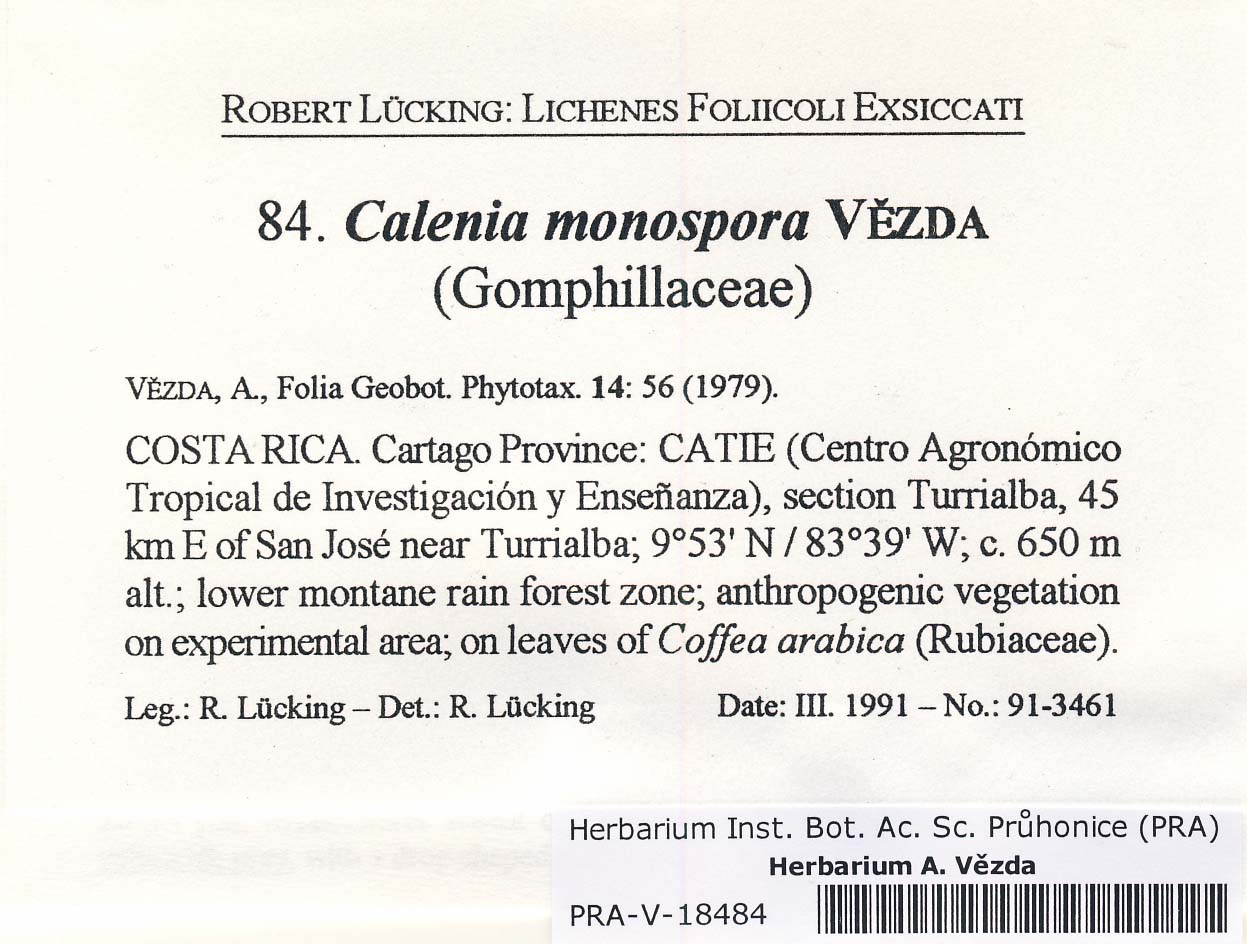 ROBERT LÜCKING: LICHENES FOLIICOLI EXSICCATI
84. Calenia monospora VĚZDA
(Gomphillaceae)
VĚZDA, A., Folia Geobot. Phytotax. 14: 56 (1979).
COSTA RICA. Cartago Province: CATIE (Centro Agronómico
Tropical de Investigación y Enseñanza), section Turrialba, 45
km E of San José near Turrialba; 9°53' N / 83°39' W; c. 650 m
alt.; lower montane rain forest zone; anthropogenic vegetation
on experimental area; on leaves of Coffea arabica (Rubiaceae).
Leg.: R. Lücking – Det.: R. Lücking Date: III. 1991 – No.: 91-3461
Herbarium Inst. Bot. Ac. Sc. Průhonice (PRA)
Herbarium A. Vězda
PRA-V-18484